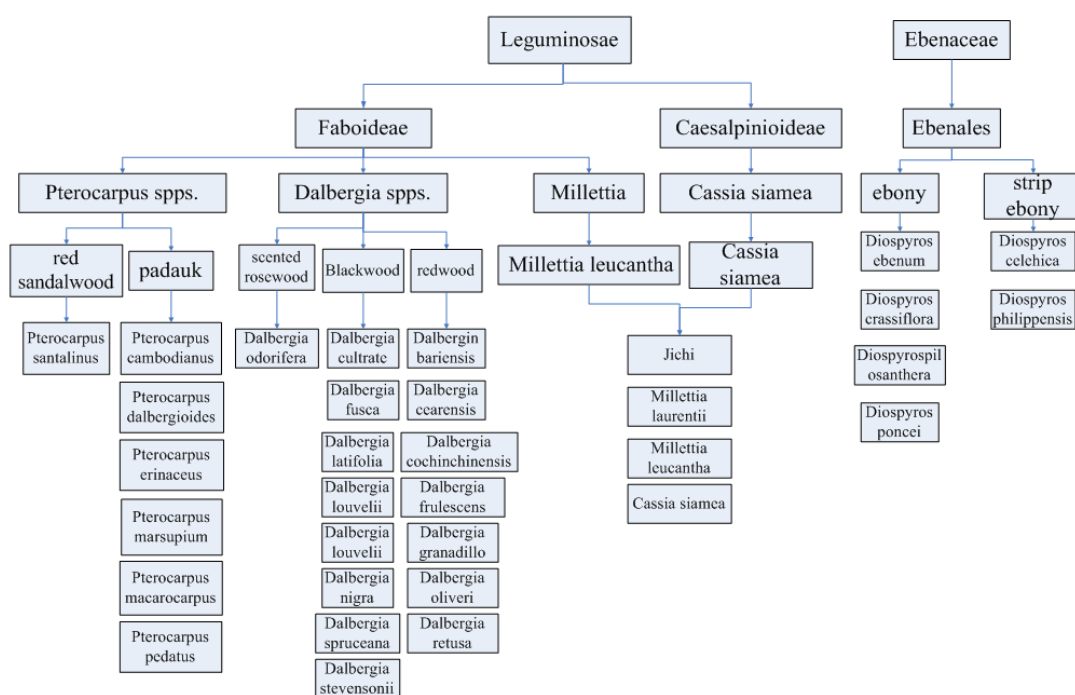 Leguminosae
Ebenaceae
Faboideae
Caesalpinioideae
Ebenales
Pterocarpus spps.
Dalbergia spps.
Millettia
Cassia siamea
ebony
strip
ebony
red
sandalwood
padauk
scented
rosewood
Blackwood
redwood
Millettia leucantha
Cassia
siamea
Diospyros
ebenum
Diospyros
celehica
Pterocarpus
santalinus
Pterocarpus
cambodianus
Pterocarpus
dalbergioides
Pterocarpus
erinaceus
Pterocarpus
marsupium
Pterocarpus
macarocarpus
Pterocarpus
pedatus
Dalbergia
odorifera
Dalbergia
cultrate
Dalbergia
fusca
Dalbergia
latifolia
Dalbergia
louvelii
Dalbergia
louvelii
Dalbergia
nigra
Dalbergia
spruceana
Dalbergia
stevensonii
Dalbergin
bariensis
Dalbergia
cearensis
Dalbergia
cochinchinensis
Dalbergia
frulescens
Dalbergia
granadillo
Dalbergia
oliveri
Dalbergia
retusa
Jichi
Millettia
laurentii
Millettia
leucantha
Cassia siamea
Diospyros
crassiflora
Diospyrospil
osanthera
Diospyros
poncei
Diospyros
philippensis